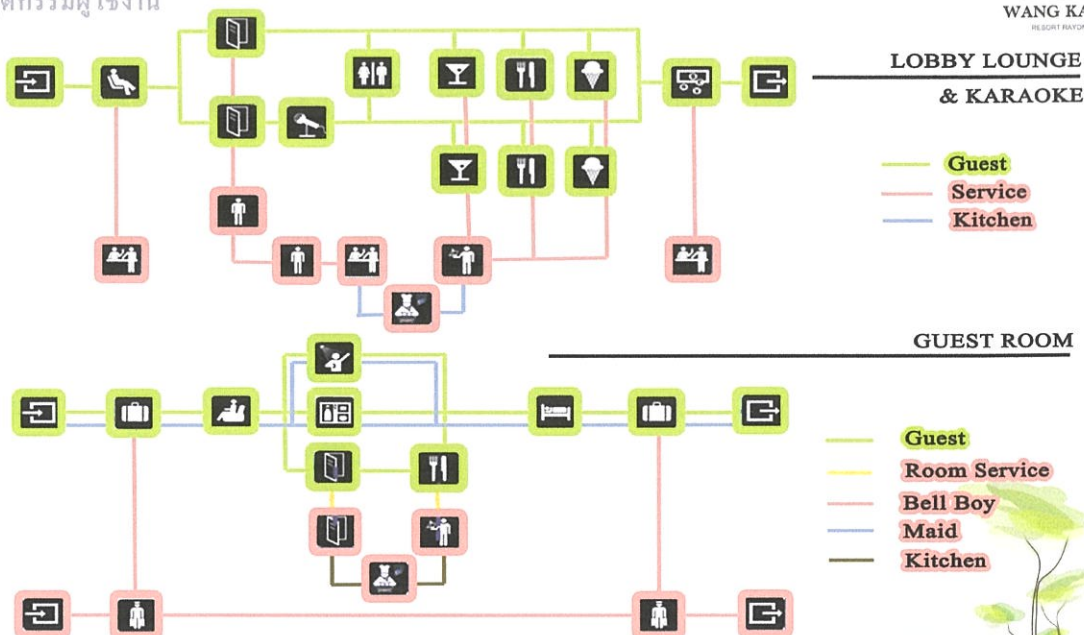 WANG KA
LOBBY LOUNGE
& KARAOKE
Guest
Service
Kitchen
GUEST ROOM
Guest
Room Service
Bell Boy
Maid
Kitchen